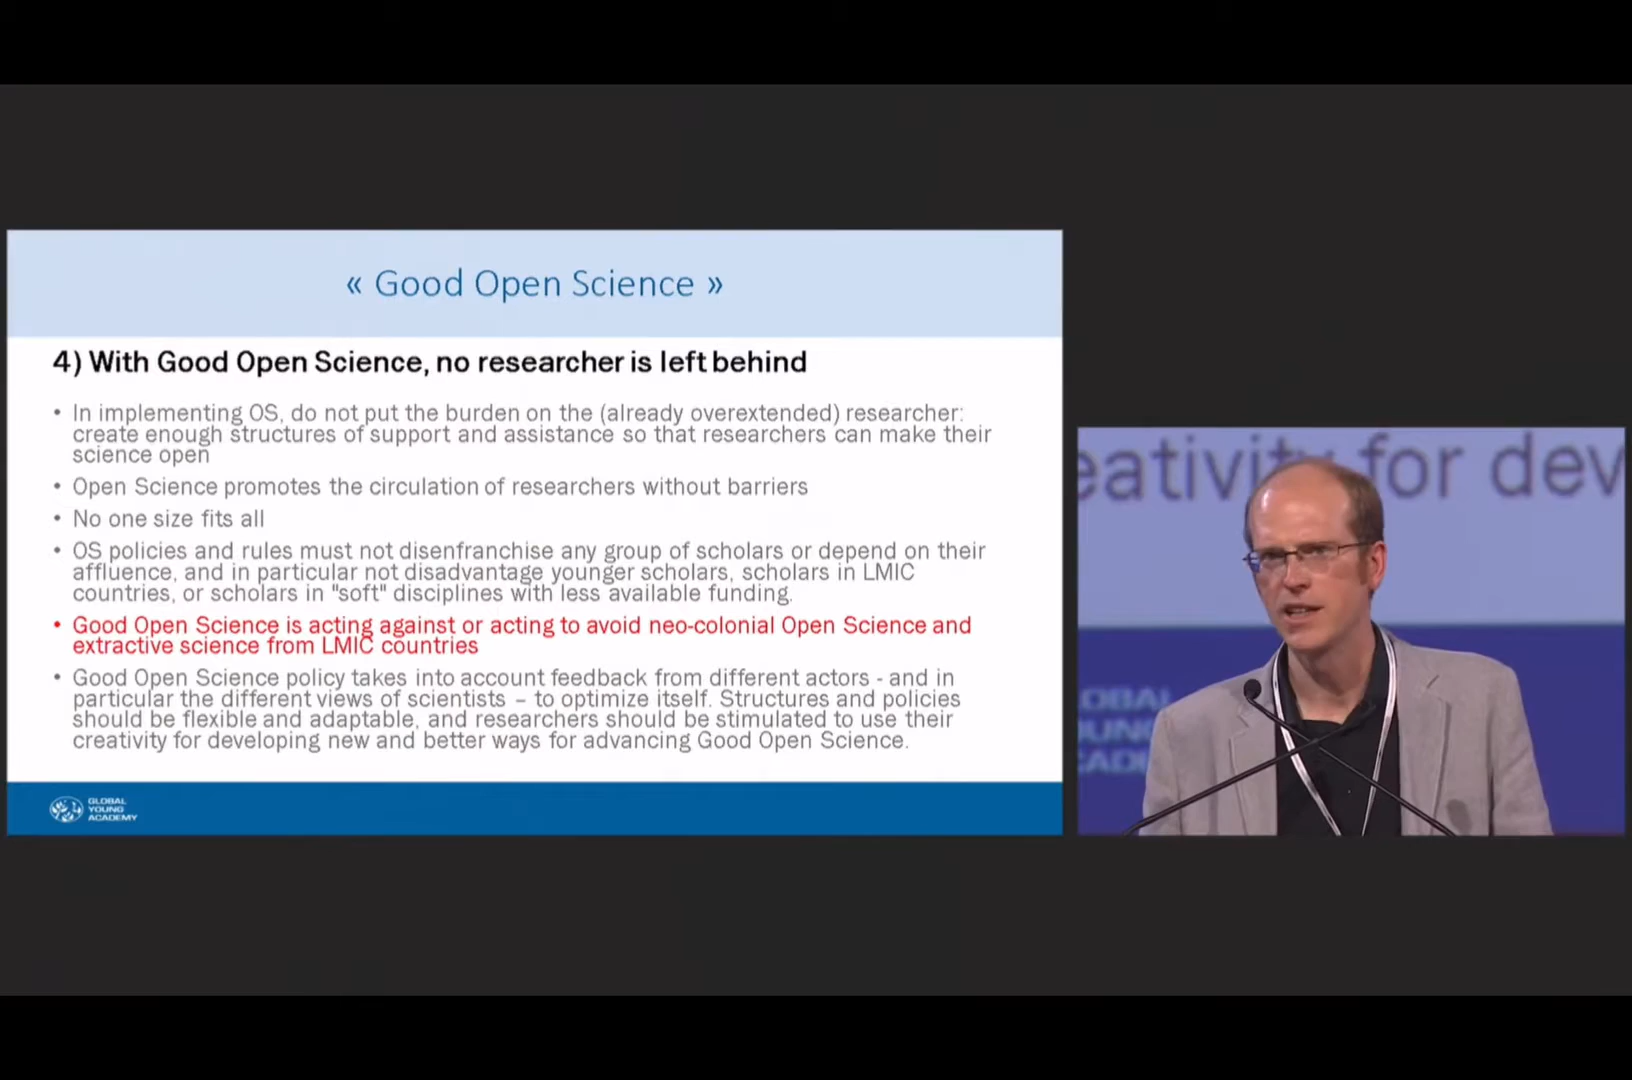 « Good Open Science »
4) With Good Open Science, no researcher is left behind
• In implementing OS, do not put the burden on the (already overextended) researcher:
create enough structures of support and assistance so that researchers can make their
science open
• Open Science promotes the circulation of researchers without barriers
• No one size fits all
• OS policies and rules must not disenfranchise any group of scholars or depend on their
affluence, and in particular not disadvantage younger scholars, scholars in LMIC
countries, or scholars in "soft" disciplines with less available funding.
• Good Open Science is acting against or acting to avoid neo-colonial Open Science and
extractive science from LMIC countries
• Good Open Science policy takes into account feedback from different actors - and in
particular the different views of scientists – to optimize itself. Structures and policies
should be flexible and adaptable, and researchers should be stimulated to use their
creativity for developing new and better ways for advancing Good Open Science.
GLOBAL
YOUNG
ACADEMY
eativity for dev
OBAL
OUNG
CADE